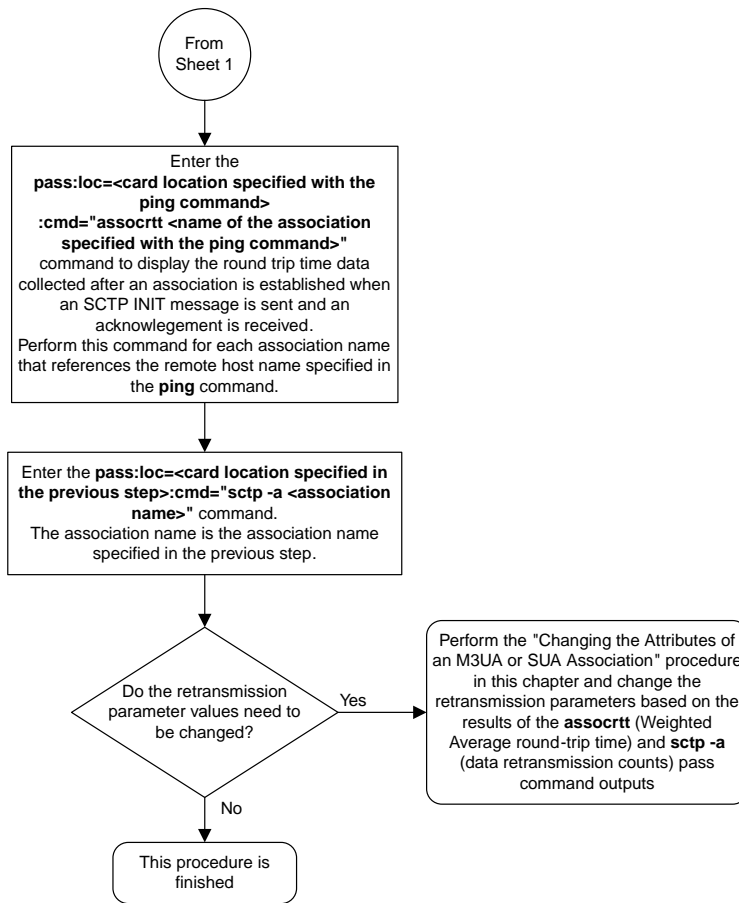 From
Sheet 1
Enter the
pass:loc=<card location specified with the
ping command>
:cmd="assocrtt <name of the association
specified with the ping command>"
command to display the round trip time data
collected after an association is established when
an SCTP INIT message is sent and an
acknowlegement is received.
Perform this command for each association name
that references the remote host name specified in
the ping command.
Enter the pass:loc=<card location specified in
the previous step>:cmd="sctp -a <association
name>" command.
The association name is the association name
specified in the previous step.
Do the retransmission
parameter values need to
be changed?
Yes
Perform the "Changing the Attributes of
an M3UA or SUA Association" procedure
in this chapter and change the
retransmission parameters based on the
results of the assocrtt (Weighted
Average round-trip time) and sctp -a
(data retransmission counts) pass
command outputs
No
This procedure is
finished